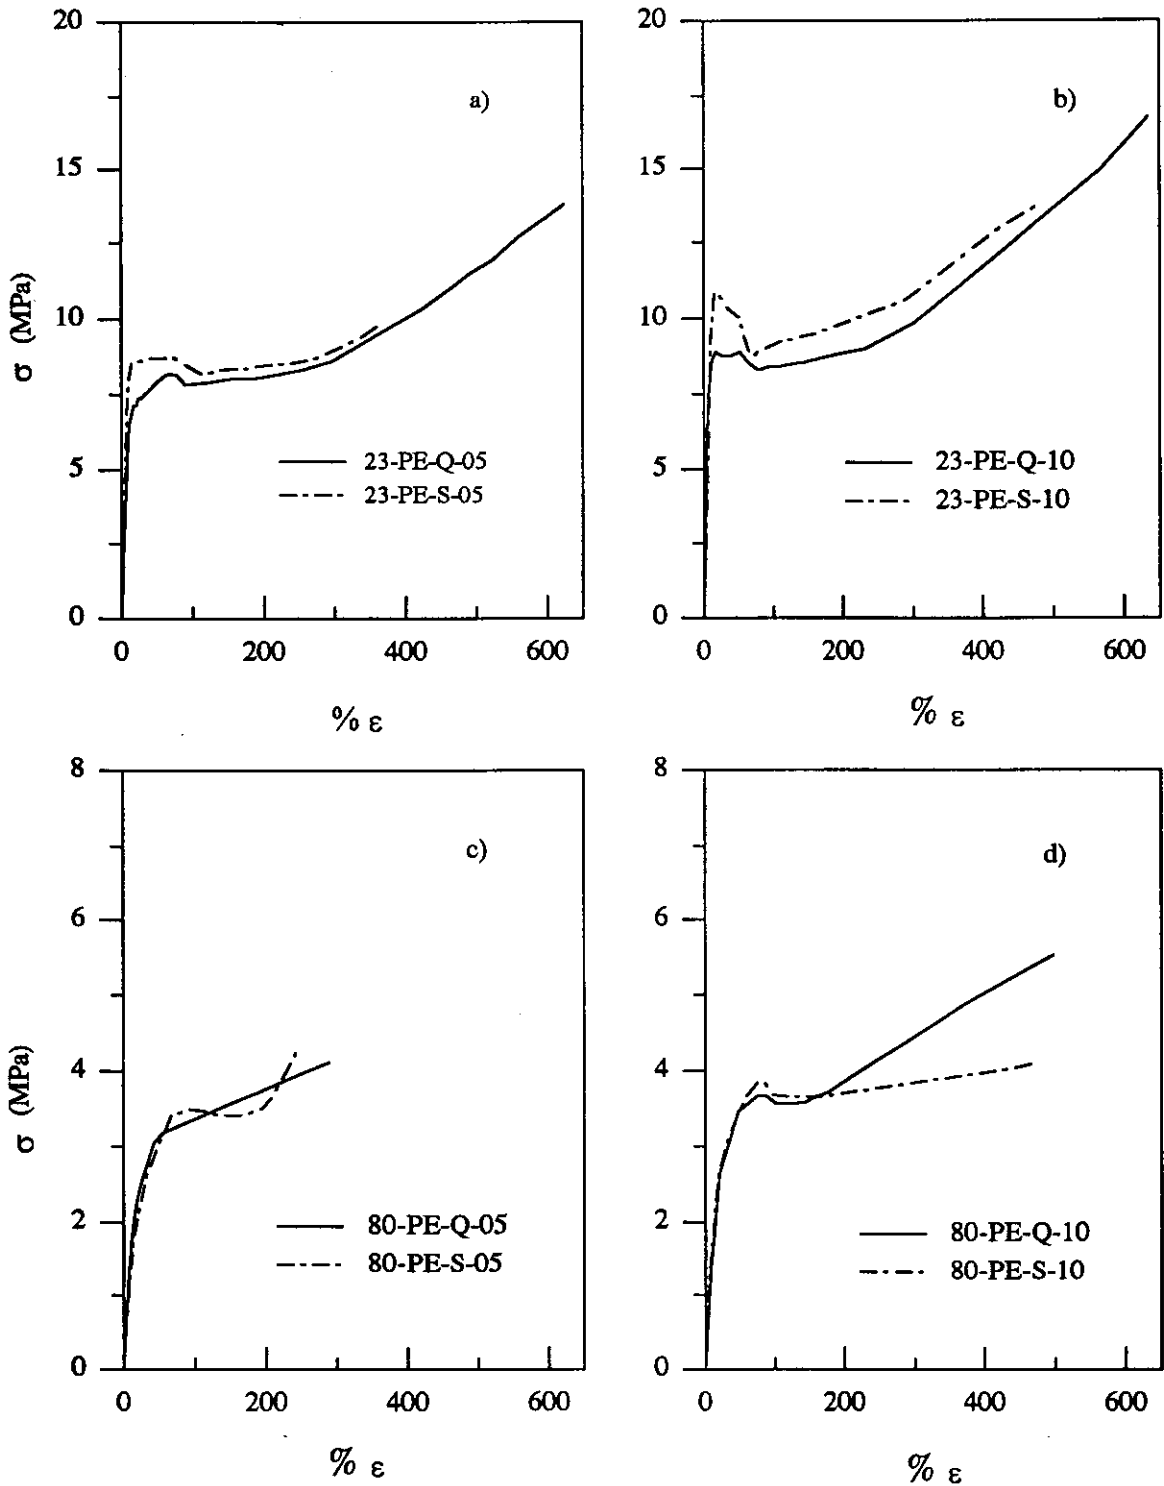 a)
20
15
10
5
0
σ (MPa)
23-PE-Q-05
23-PE-S-05
0 200 400 600
% ε
b)
20
15
10
5
0
23-PE-Q-10
23-PE-S-10
0 200 400 600
% ε
c)
8
6
4
2
0
σ (MPa)
80-PE-Q-05
80-PE-S-05
0 200 400 600
% ε
d)
8
6
4
2
0
80-PE-Q-10
80-PE-S-10
0 200 400 600
% ε